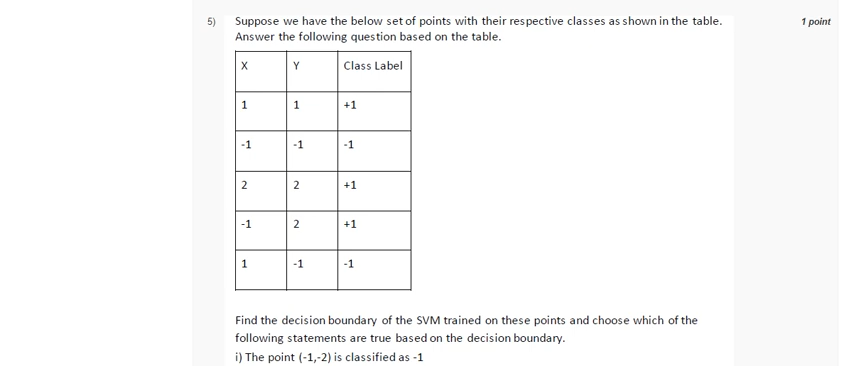 5) Suppose we have the below set of points with their respective classes as shown in the table. 1 point
Answer the following question based on the table.
X Y Class Label
1 1 +1
-1 -1 -1
2 2 +1
-1 2 +1
1 -1 -1
Find the decision boundary of the SVM trained on these points and choose which of the
following statements are true based on the decision boundary.
i) The point (-1,-2) is classified as -1